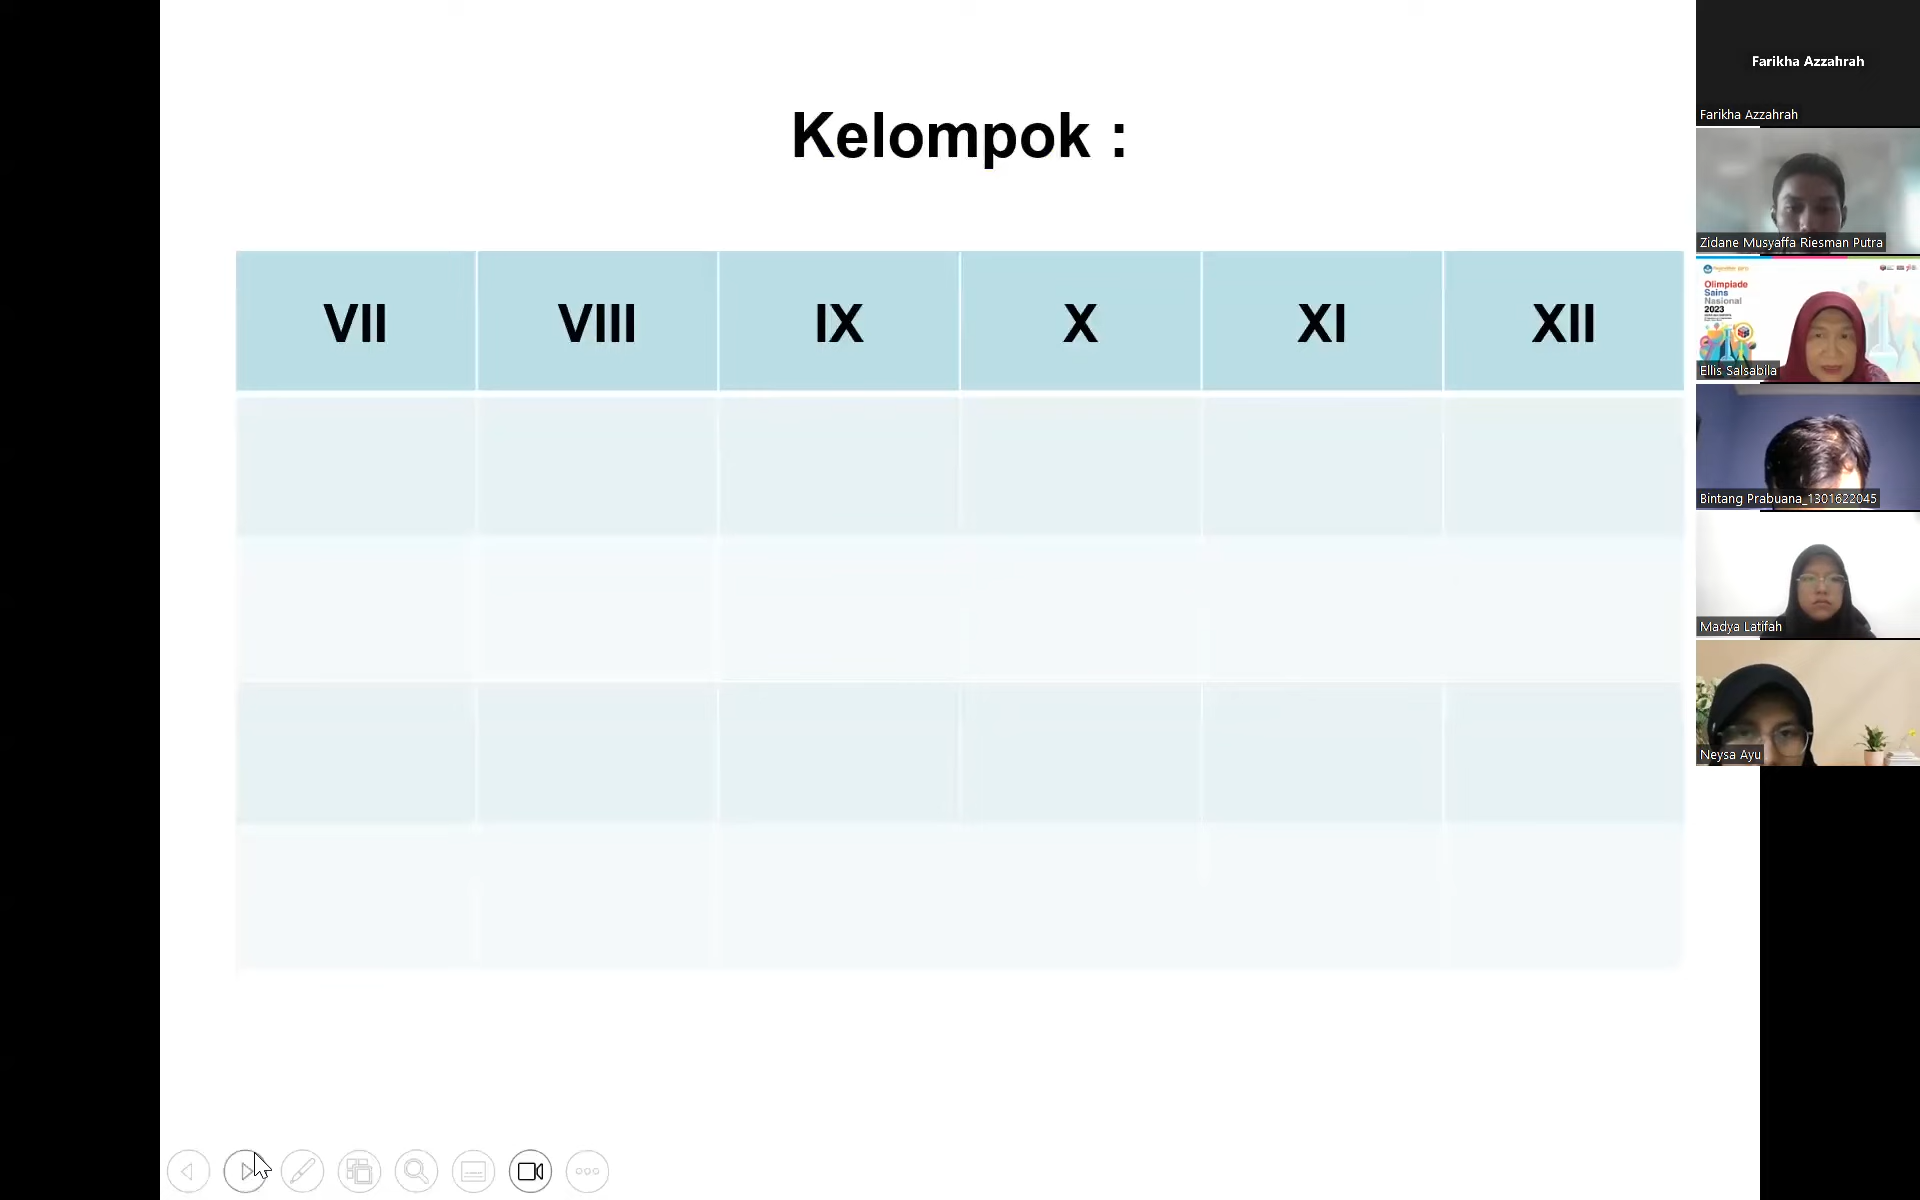 Kelompok :
VII VIII IX X XI XII
Farikha Azzahrah
Farikha Azzahrah
Zidane Musyaffa Riesman Putra
Olimpiade
Sains
Nasional
2023
Ellis Salsabila
Bintang Prabuana_1301622045
Madya Latifah
Neysa Ayu